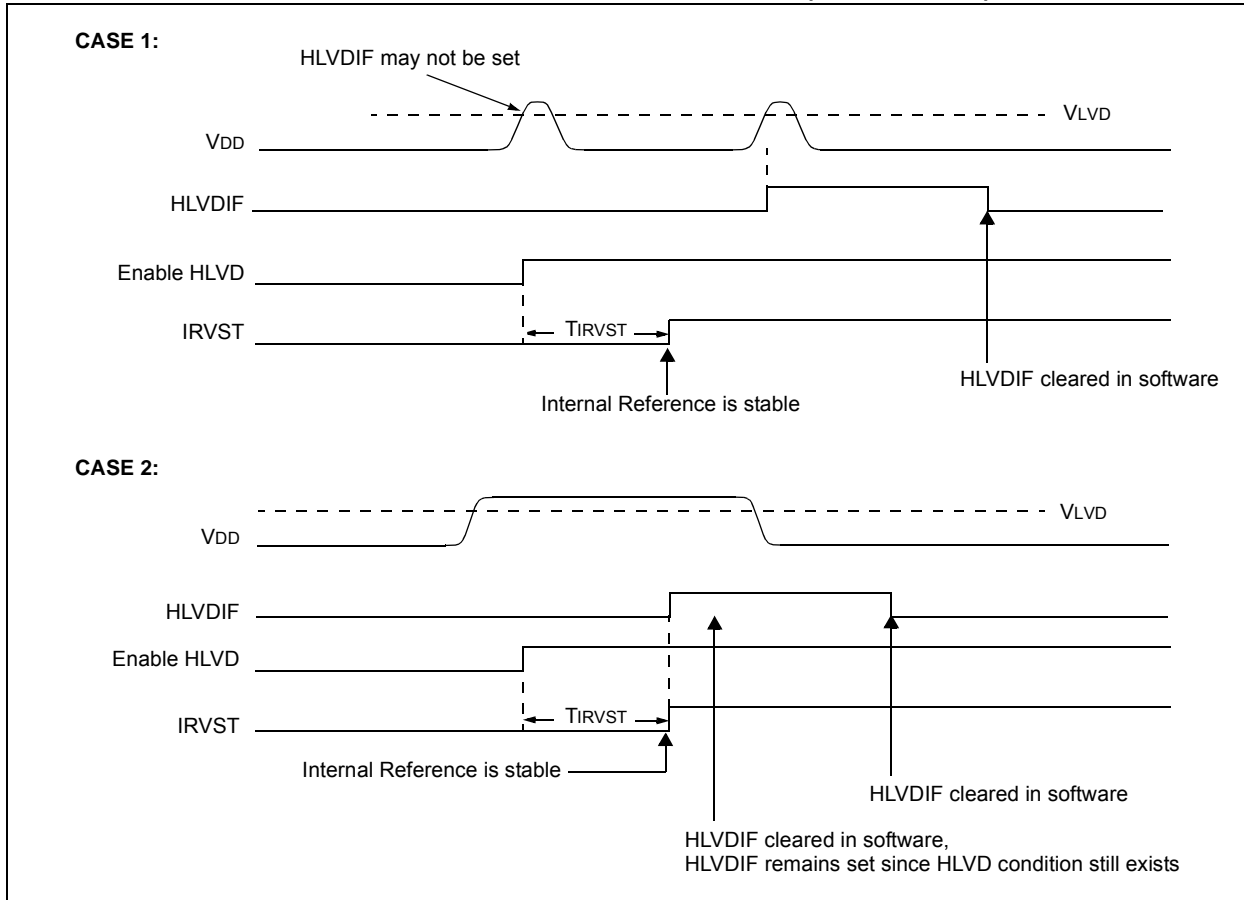 CASE 1:
HLVDIF may not be set
VLVD
VDD
HLVDIF
Enable HLVD
TIRVST
IRVST
HLVDIF cleared in software
Internal Reference is stable
CASE 2:
VLVD
VDD
HLVDIF
Enable HLVD
TIRVST
IRVST
Internal Reference is stable
HLVDIF cleared in software
HLVDIF cleared in software,
HLVDIF remains set since HLVD condition still exists